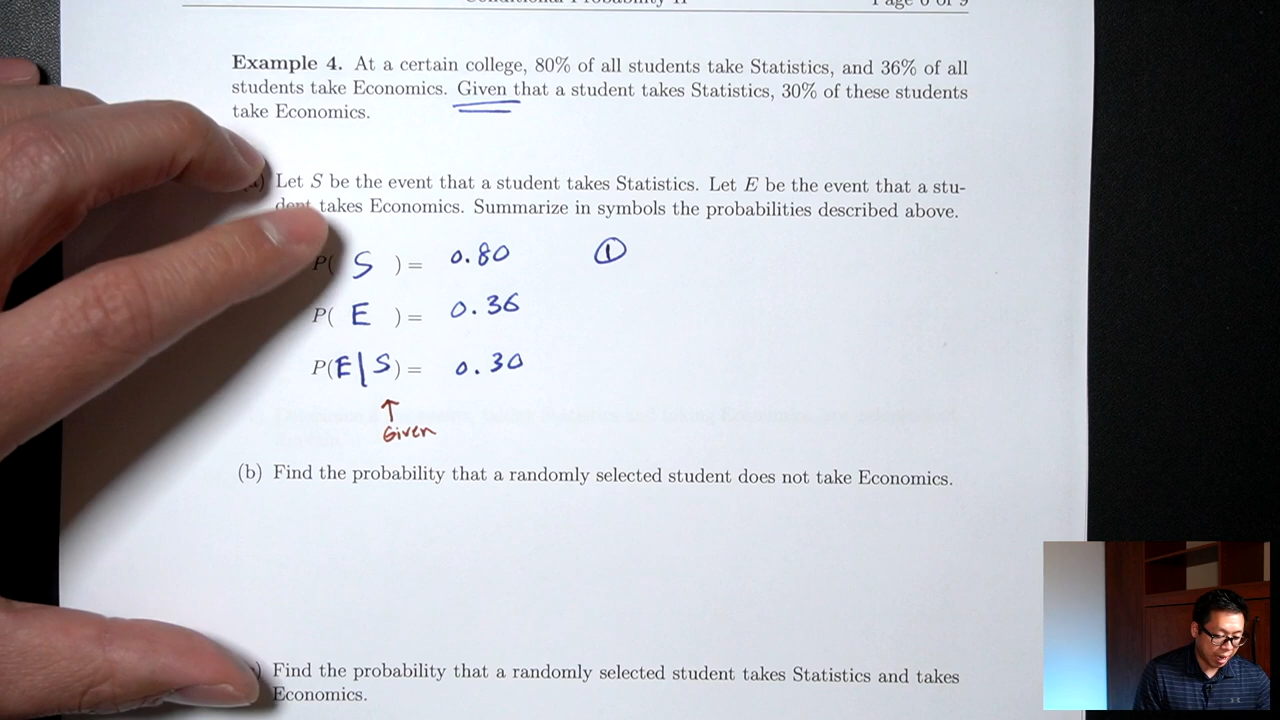 Example 4. At a certain college, 80% of all students take Statistics, and 36% of all
students take Economics. Given that a student takes Statistics, 30% of these students
take Economics.
Let S be the event that a student takes Statistics. Let E be the event that a stu-
dent takes Economics. Summarize in symbols the probabilities described above.
P( S ) = 0.80 ①
P( E ) = 0.36
P(E|S) = 0.30
↑
Given
(b) Find the probability that a randomly selected student does not take Economics.
Find the probability that a randomly selected student takes Statistics and takes
Economics.